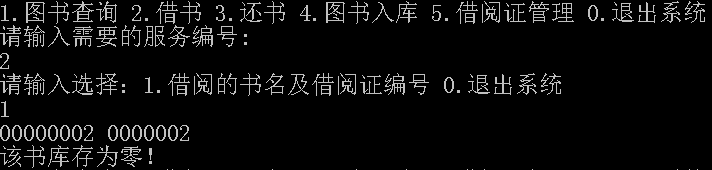 1.图书查询 2.借书 3.还书 4.图书入库 5.借阅证管理 0.退出系统
请输入需要的服务编号:
2
请输入选择: 1.借阅的书名及借阅证编号 0.退出系统
1
00000002 0000002
该书库存为零!